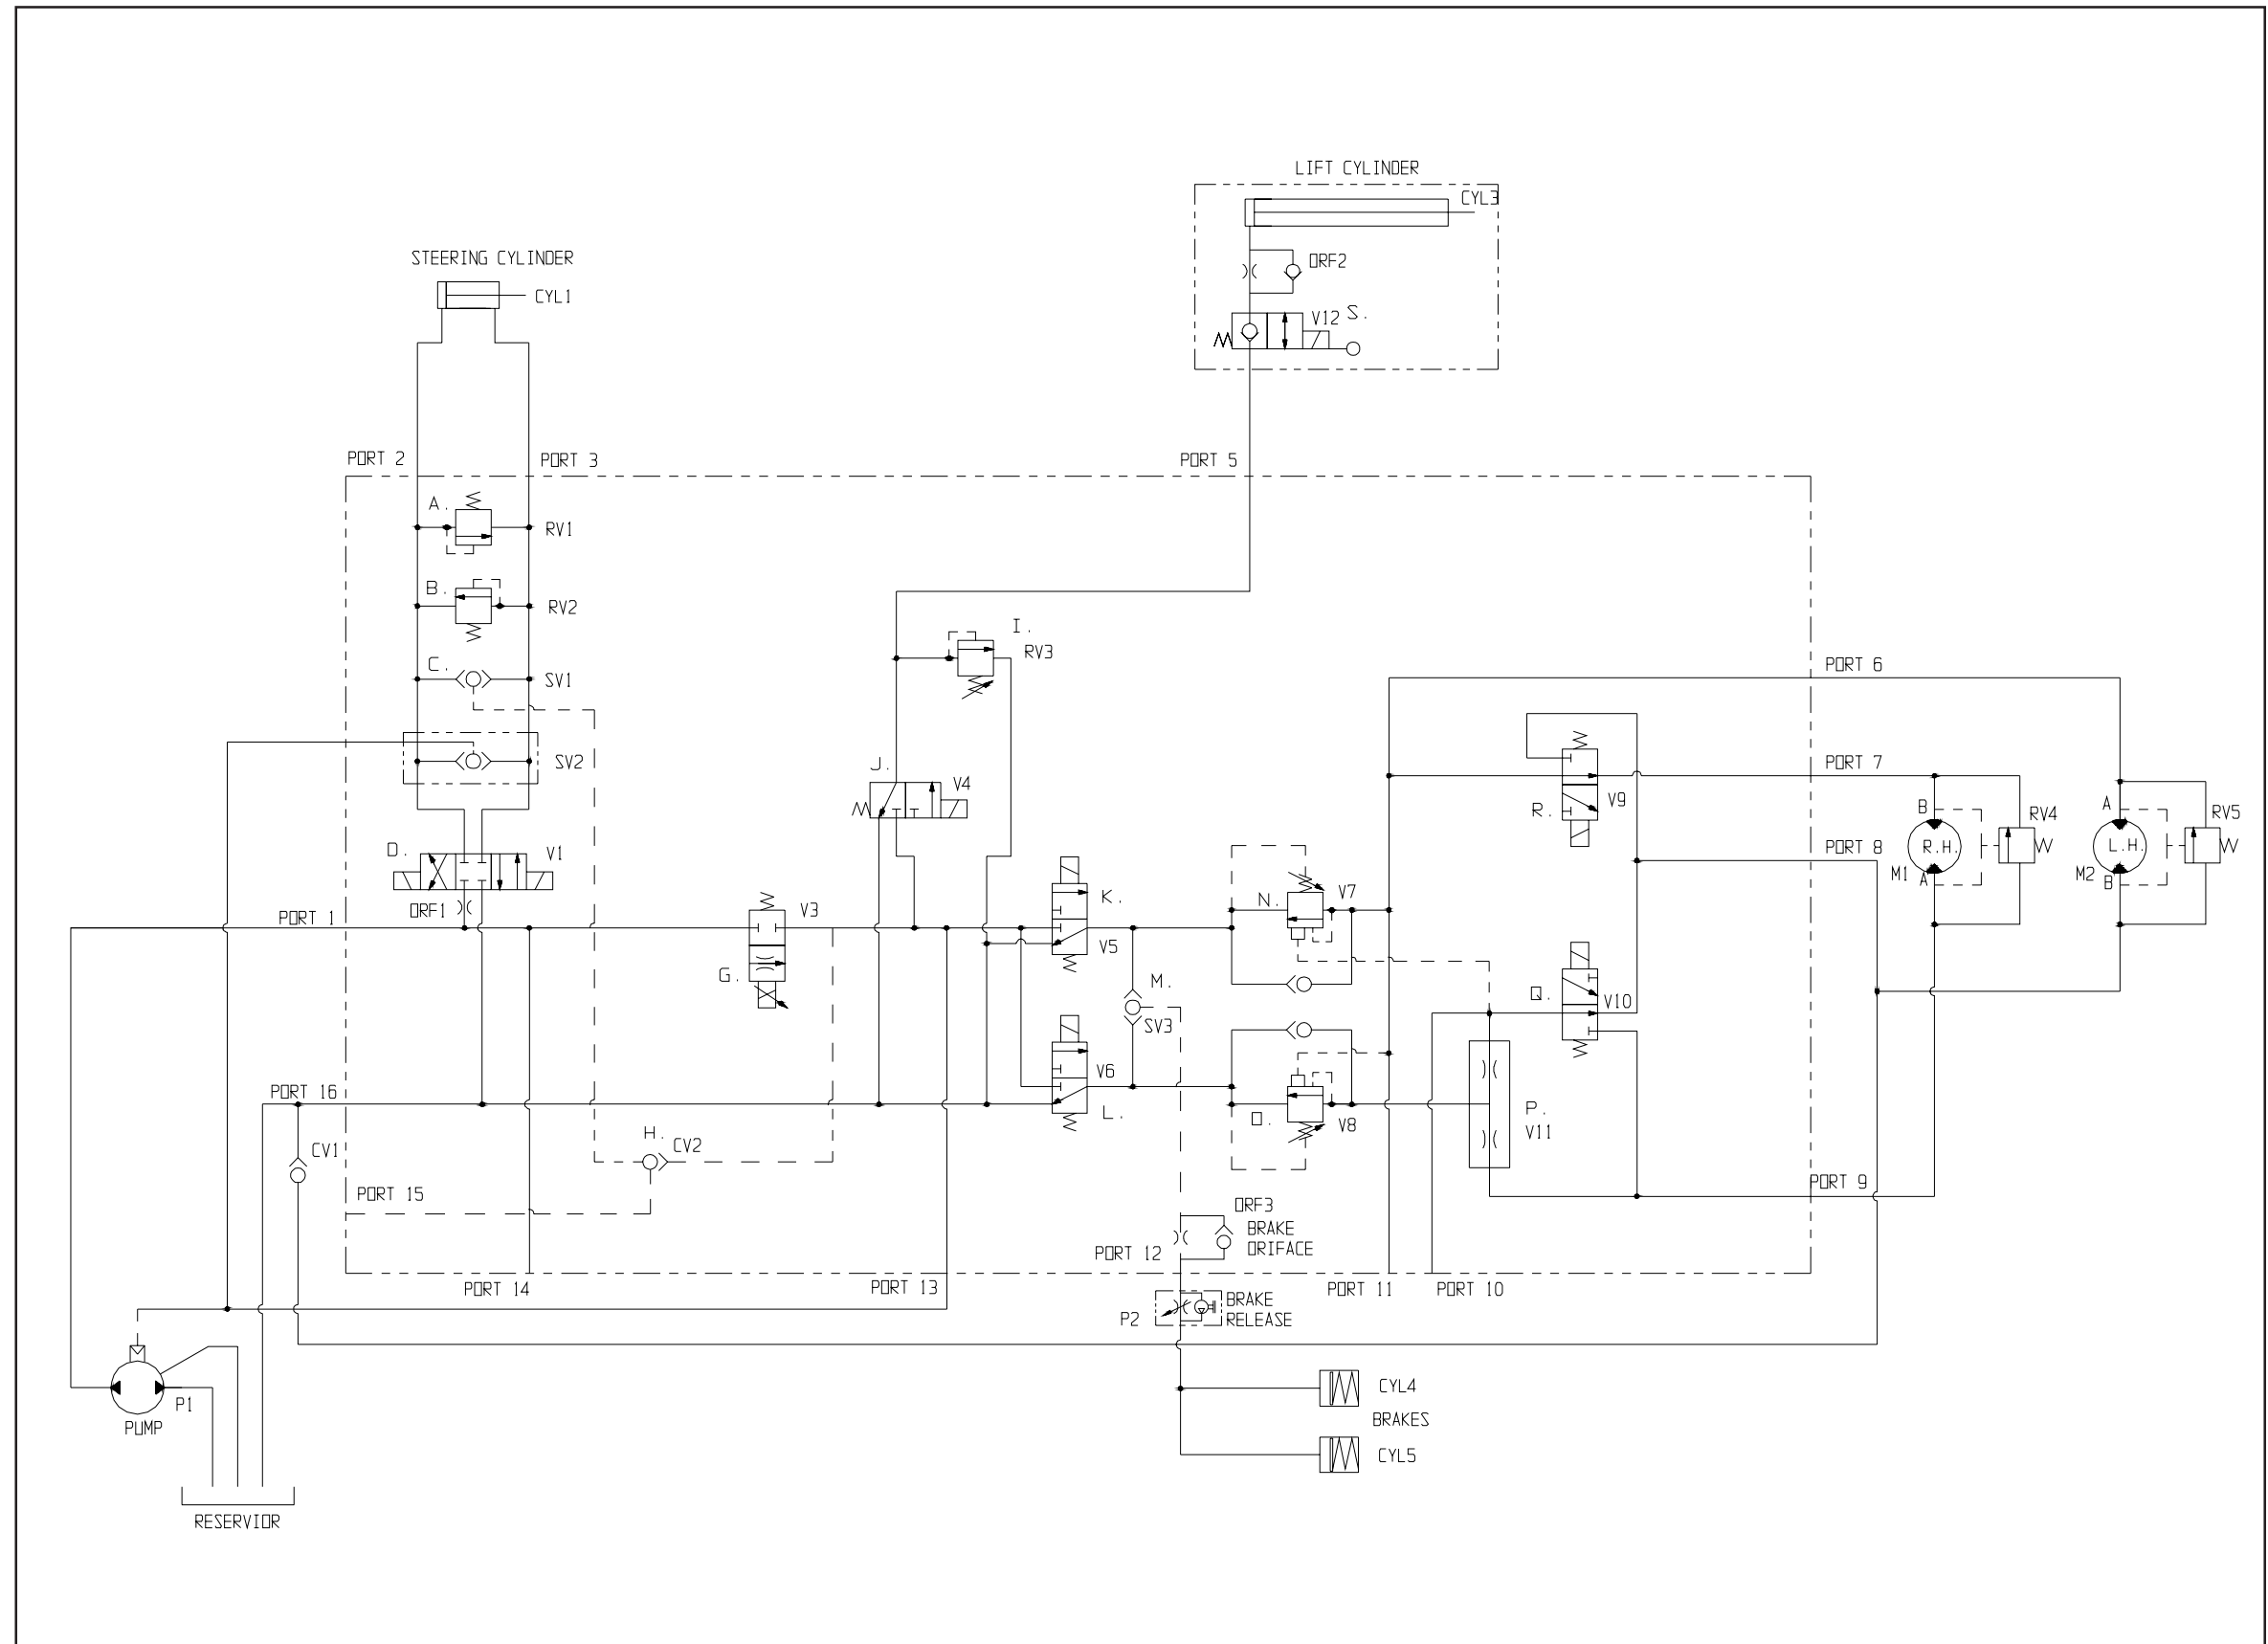 LIFT CYLINDER
CYL3
ORF2
V12 S.
STEERING CYLINDER
CYL1
PORT 2
PORT 3
PORT 5
A.
RV1
B.
RV2
C.
SV1
SV2
I.
RV3
J.
V4
D.
V1
ORF1
PORT 1
V3
G.
K.
V5
N.
V7
M.
SV3
V6
L.
O.
V8
PORT 6
PORT 7
V9
R.
PORT 8
Q.
V10
P.
V11
PORT 9
B
R.H.
M1
A
RV4
A
L.H.
M2
B
RV5
PORT 16
CV1
H.
CV2
PORT 15
ORF3
BRAKE
ORIFACE
PORT 12
PORT 14
PORT 13
PORT 11
PORT 10
P2
BRAKE
RELEASE
P1
PUMP
CYL4
BRAKES
CYL5
RESERVIOR